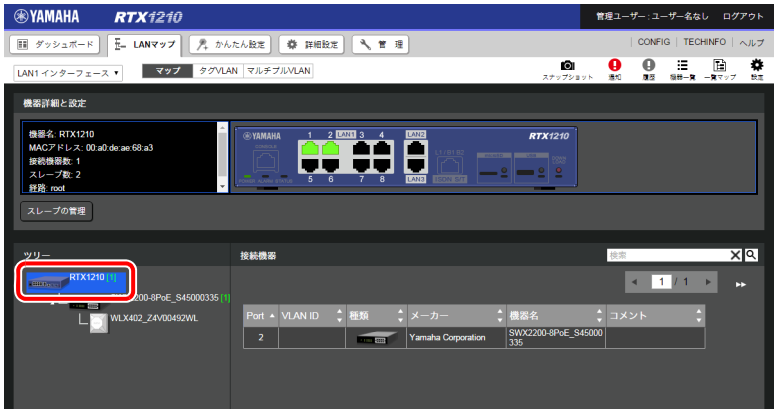 YAMAHA RTX1210 管理ユーザー : ユーザー名なし ログアウト
ダッシュボード LANマップ かんたん設定 詳細設定 管 理 CONFIG | TECHINFO | ヘルプ
LAN1 インターフェース ▼ マップ タグVLAN マルチプルVLAN スナップショット 通知 履歴 機器一覧 一覧マップ 設定
機器詳細と設定
機器名: RTX1210
MACアドレス: 00:a0:de:ae:68:a3
接続機器数: 1
スレーブ数: 2
経路: root
YAMAHA 1 2 LAN1 3 4 LAN2 RTX1210
CONSOLE L1 / B1 B2
POWER ALARM STATUS 5 6 7 8 LAN3 ISDN S/T
スレーブの管理
ツリー
RTX1210 [1]
200-8PoE_S45000335 [1]
WLX402_Z4V00492WL
接続機器 検索
1 / 1
Port VLAN ID 種類 メーカー 機器名 コメント
2 Yamaha Corporation SWX2200-8PoE_S45000
335